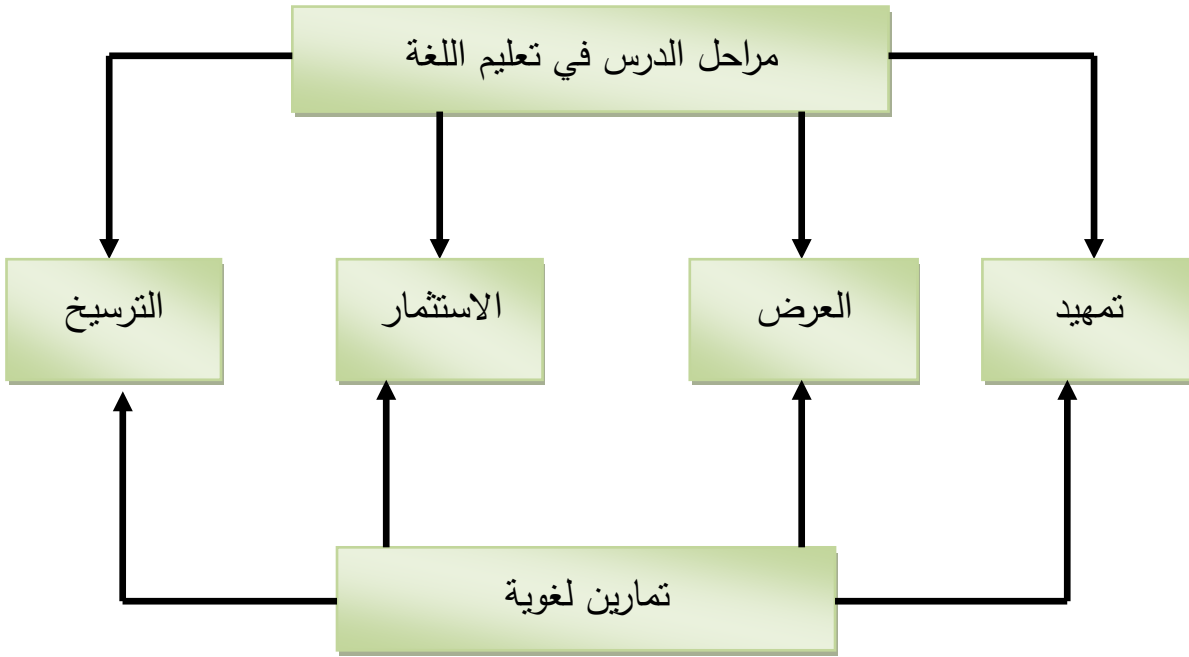 مراحل الدرس في تعليم اللغة
تمهيد
العرض
الاستثمار
الترسيخ
تمارين لغوية